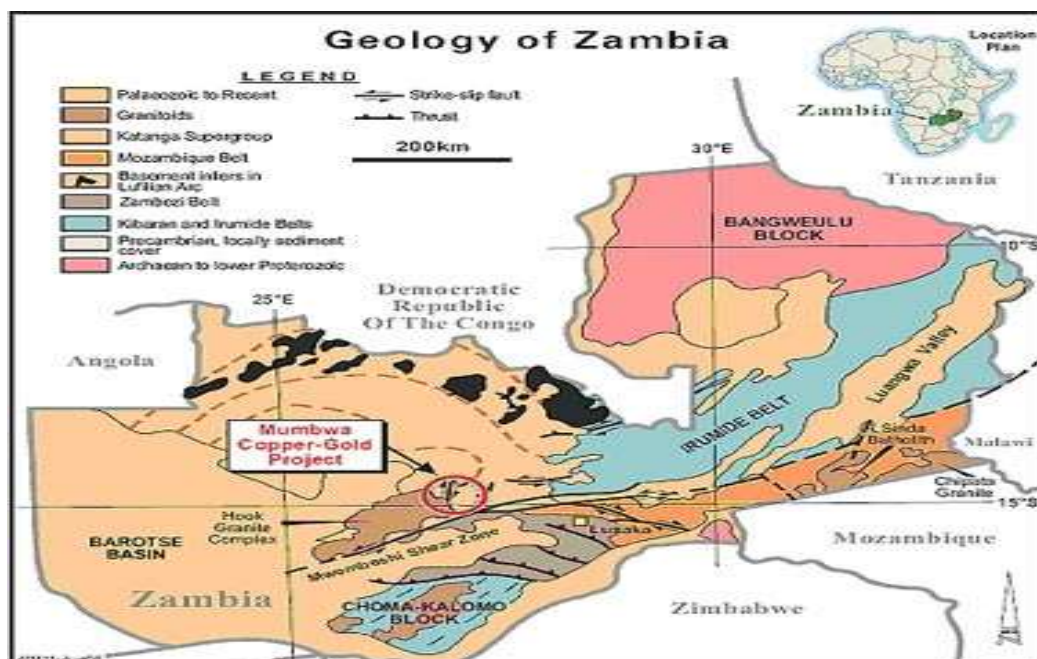 Geology of Zambia
Location
Plan
Zambia
LEGEND
Palaeozoic to Recent
Granitoids
Katanga Supergroup
Mozambique Belt
Basement inliers in
Lufilian Arc
Zambezi Belt
Kibaran and Irumide Belts
Precambrian, locally sediment
cover
Archaean to lower Proterozoic
Strike-slip fault
Thrust
200km
30°E
Tanzania
BANGWEULU
BLOCK
10°S
25°E
Democratic
Republic
Of The Congo
Angola
Luangwa Valley
IRUMIDE BELT
Mumbwa
Copper-Gold
Project
Sinda
Batholith
Malawi
Chipata
Granite
15°S
Hook
Granite
Complex
Lusaka
BAROTSE
BASIN
Mwembeshi Shear Zone
Mozambique
Zambia
CHOMA-KALOMO
BLOCK
Zimbabwe
N